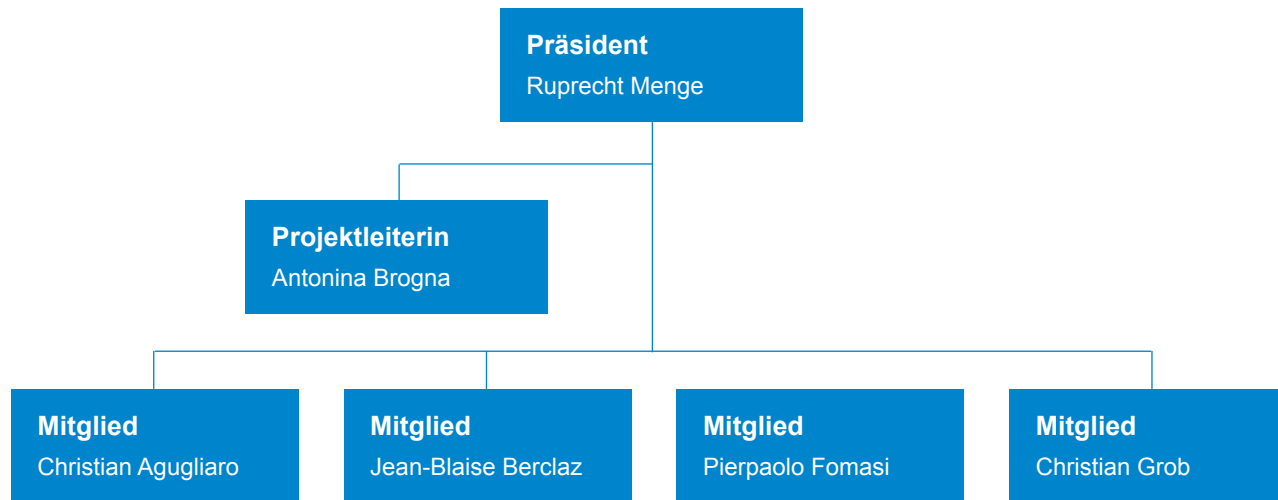 Präsident
Ruprecht Menge
Projektleiterin
Antonina Brogna
Mitglied
Christian Agugliaro
Mitglied
Jean-Blaise Berclaz
Mitglied
Pierpaolo Fomasi
Mitglied
Christian Grob